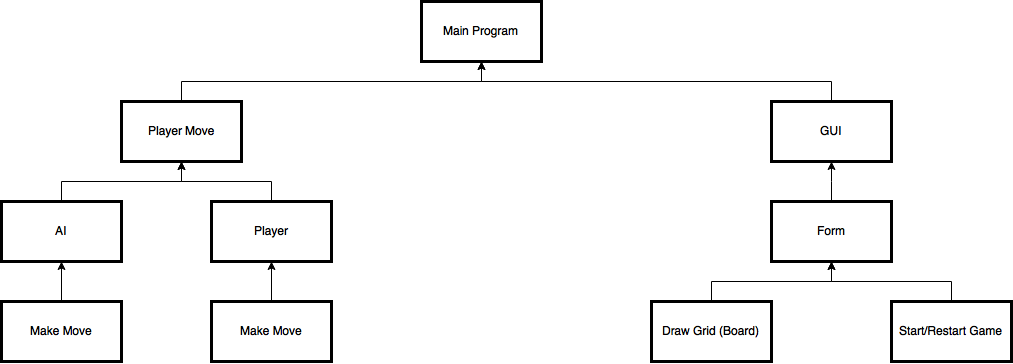 Main Program
Player Move
GUI
AI
Player
Form
Make Move
Make Move
Draw Grid (Board)
Start/Restart Game